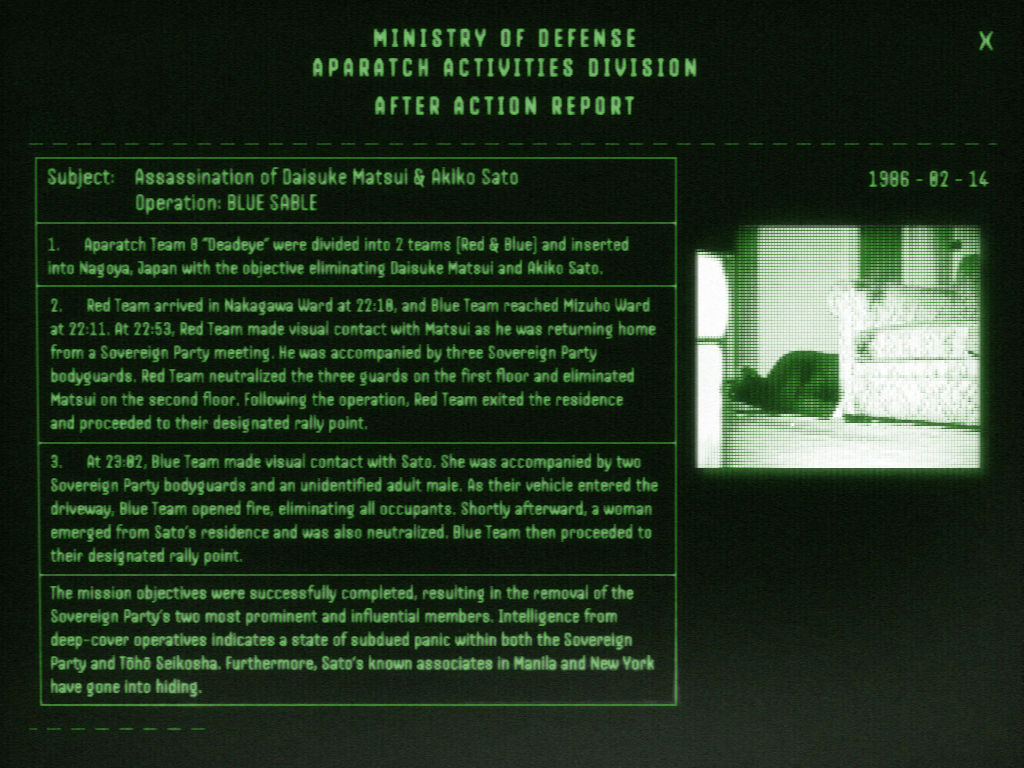 MINISTRY OF DEFENSE
APARATCH ACTIVITIES DIVISION
AFTER ACTION REPORT
X
Subject: Assassination of Daisuke Matsui & Akiko Sato
Operation: BLUE SABLE
1986 - 02 - 14
1. Aparatch Team 8 "Deadeye" were divided into 2 teams [Red & Blue] and inserted
into Nagoya, Japan with the objective eliminating Daisuke Matsui and Akiko Sato.
2. Red Team arrived in Nakagawa Ward at 22:18, and Blue Team reached Mizuho Ward
at 22:11. At 22:53, Red Team made visual contact with Matsui as he was returning home
from a Sovereign Party meeting. He was accompanied by three Sovereign Party
bodyguards. Red Team neutralized the three guards on the first floor and eliminated
Matsui on the second floor. Following the operation, Red Team exited the residence
and proceeded to their designated rally point.
3. At 23:02, Blue Team made visual contact with Sato. She was accompanied by two
Sovereign Party bodyguards and an unidentified adult male. As their vehicle entered the
driveway, Blue Team opened fire, eliminating all occupants. Shortly afterward, a woman
emerged from Sato's residence and was also neutralized. Blue Team then proceeded to
their designated rally point.
The mission objectives were successfully completed, resulting in the removal of the
Sovereign Party's two most prominent and influential members. Intelligence from
deep-cover operatives indicates a state of subdued panic within both the Sovereign
Party and Tōhō Seikosha. Furthermore, Sato's known associates in Manila and New York
have gone into hiding.